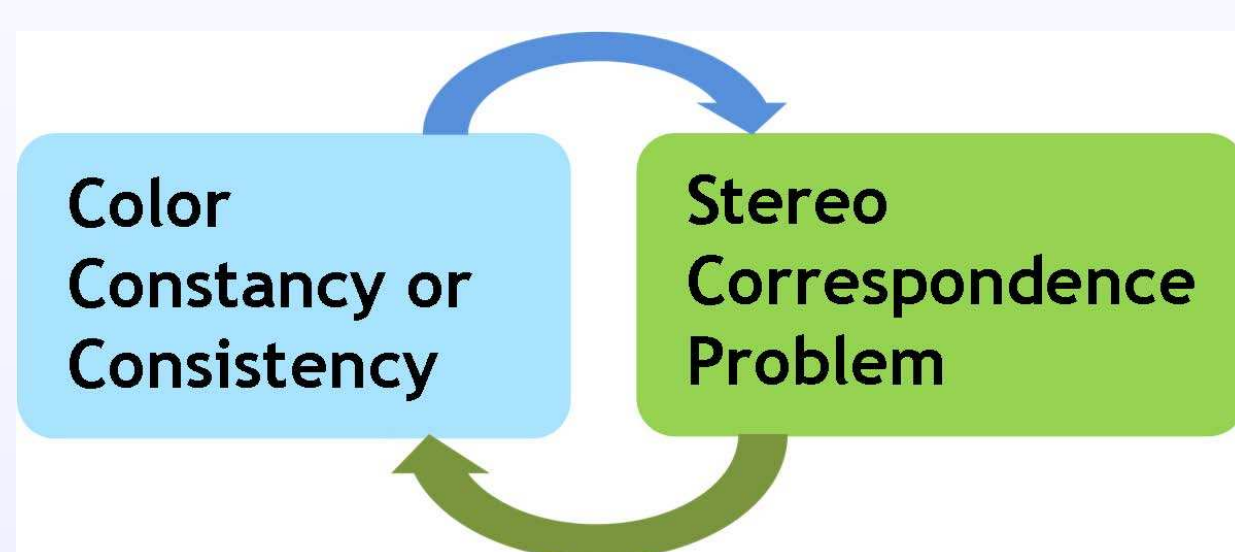 Color
Constancy or
Consistency
Stereo
Correspondence
Problem